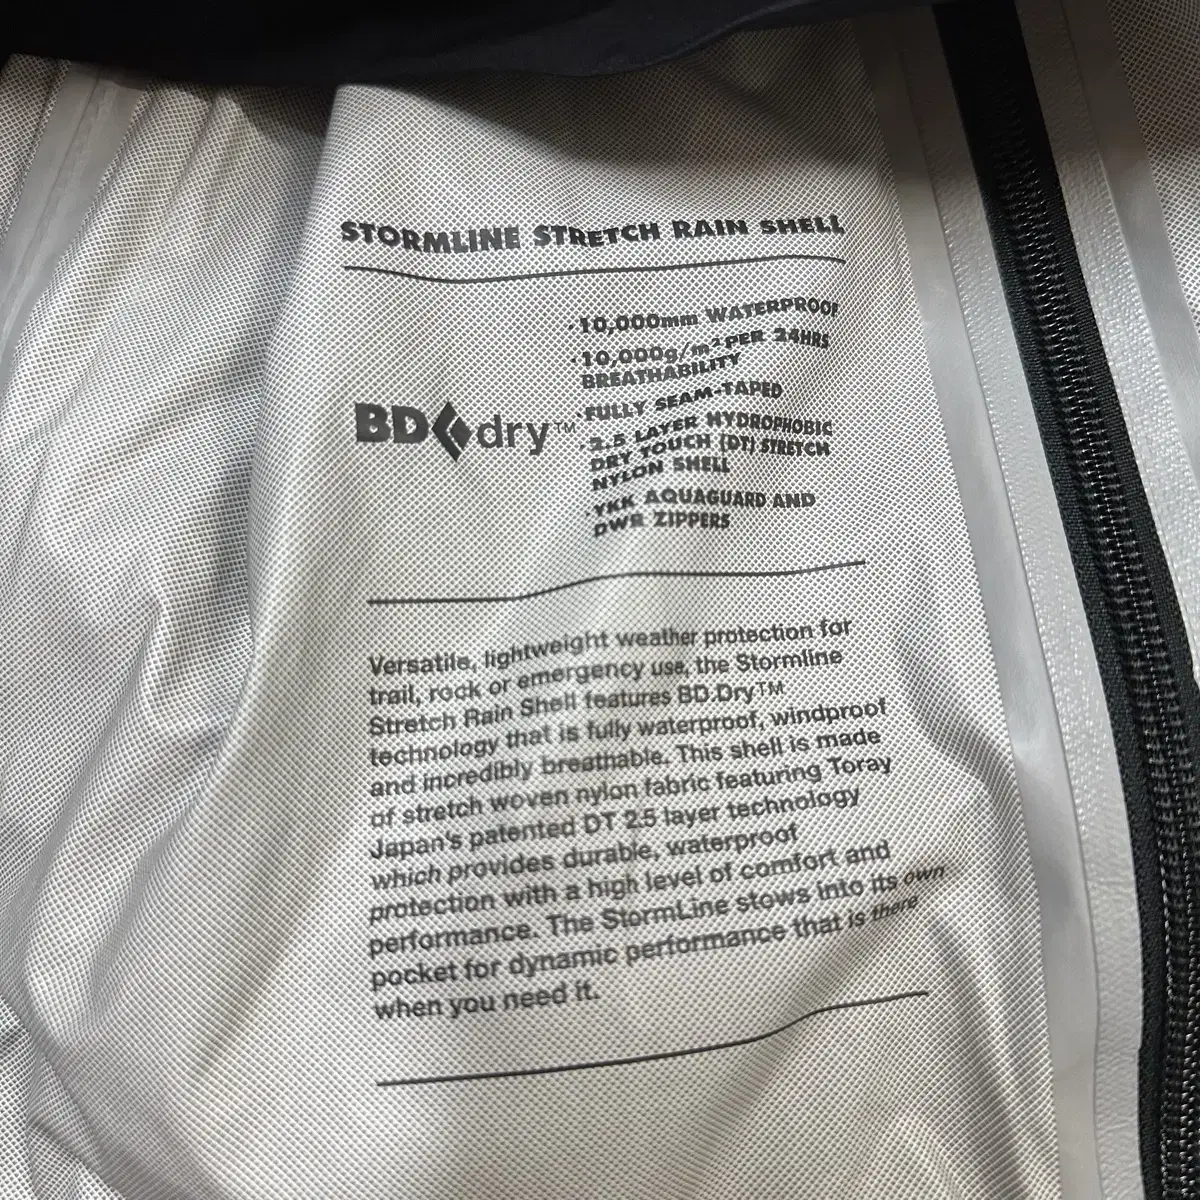 STORMLINE STRETCH RAIN SHELL
BD dry™
•10,000mm WATERPROOF
•10,000g/m² PER 24HRS
BREATHABILITY
•FULLY SEAM-TAPED
•2.5 LAYER HYDROPHOBIC
DRY TOUCH (DT) STRETCH
NYLON SHELL
YKK AQUAGUARD AND
DWR ZIPPERS
Versatile, lightweight weather protection for
trail, rock or emergency use, the Stormline
Stretch Rain Shell features BD.Dry™
technology that is fully waterproof, windproof
and incredibly breathable. This shell is made
of stretch woven nylon fabric featuring Toray
Japan's patented DT 2.5 layer technology
which provides durable, waterproof
protection with a high level of comfort and
performance. The StormLine stows into its own
pocket for dynamic performance that is there
when you need it.